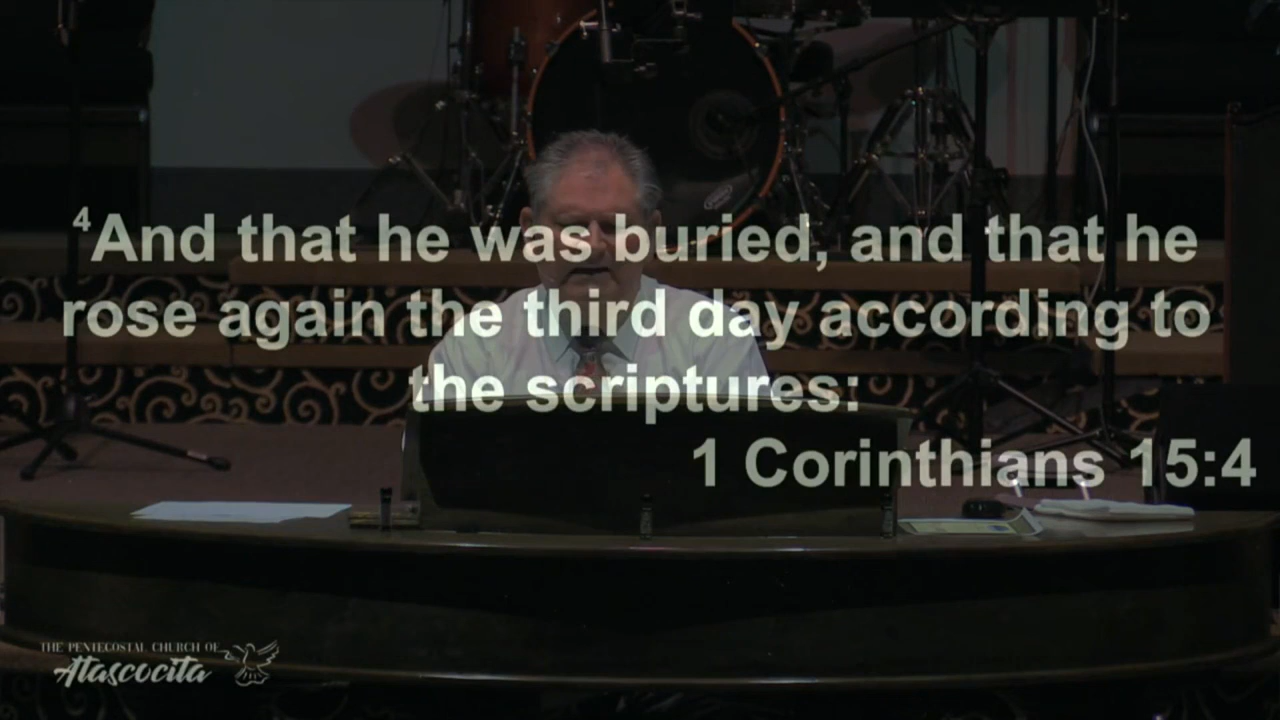 ⁴And that he was buried, and that he
rose again the third day according to
the scriptures:
1 Corinthians 15:4
THE PENTECOSTAL CHURCH OF
Atascocita